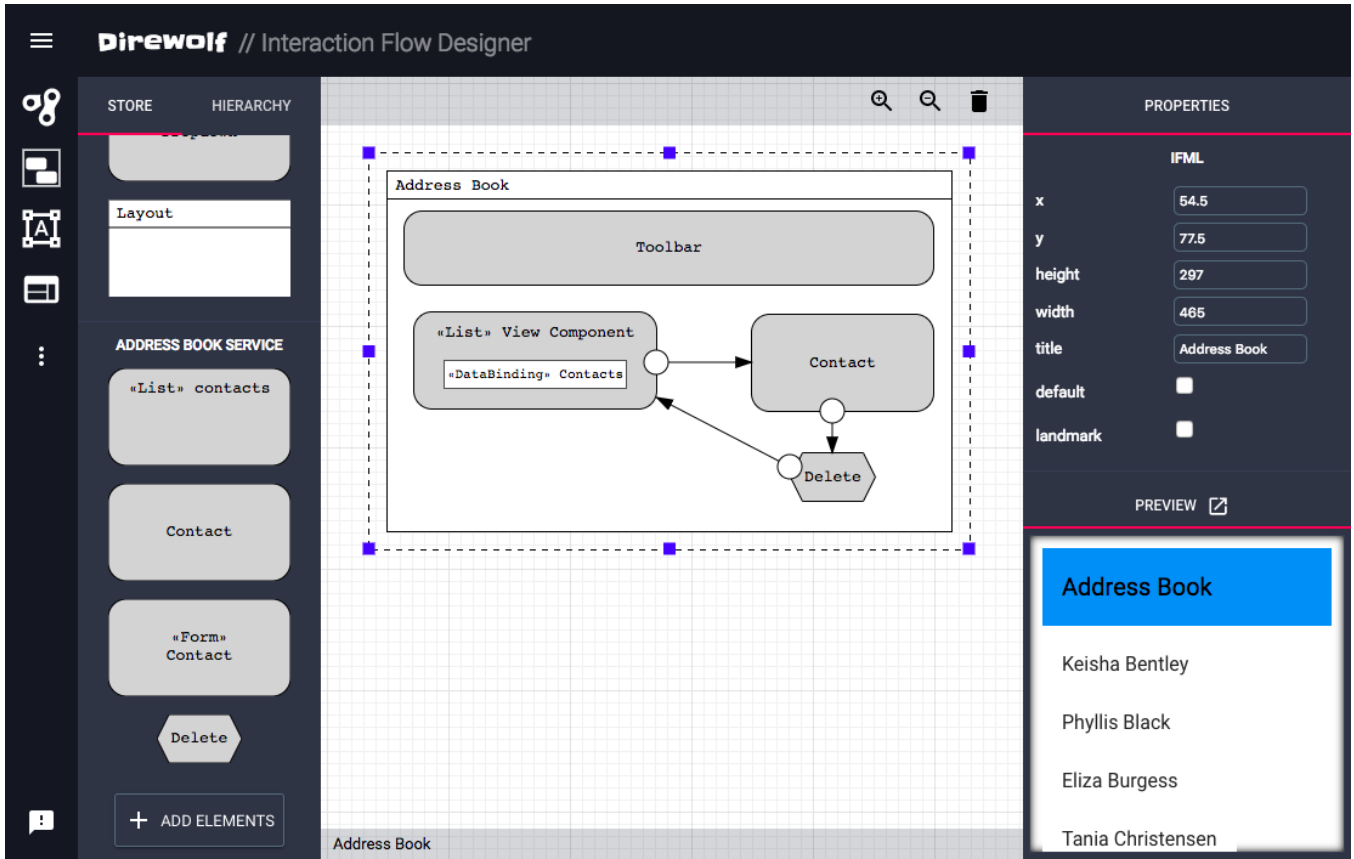 Direwolf // Interaction Flow Designer
STORE
HIERARCHY
Layout
ADDRESS BOOK SERVICE
«List» contacts
Contact
«Form»
Contact
Delete
+ ADD ELEMENTS
Address Book
Toolbar
«List» View Component
«DataBinding» Contacts
Contact
Delete
Address Book
PROPERTIES
IFML
x 54.5
y 77.5
height 297
width 465
title Address Book
default
landmark
PREVIEW
Address Book
Keisha Bentley
Phyllis Black
Eliza Burgess
Tania Christensen